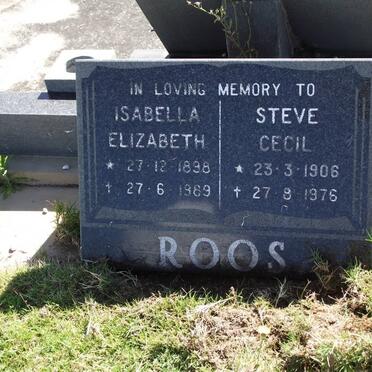 IN LOVING MEMORY TO
ISABELLA
ELIZABETH
* 27·12·1898
† 27·6·1989
STEVE
CECIL
* 23·3·1906
† 27·8·1976
ROOS